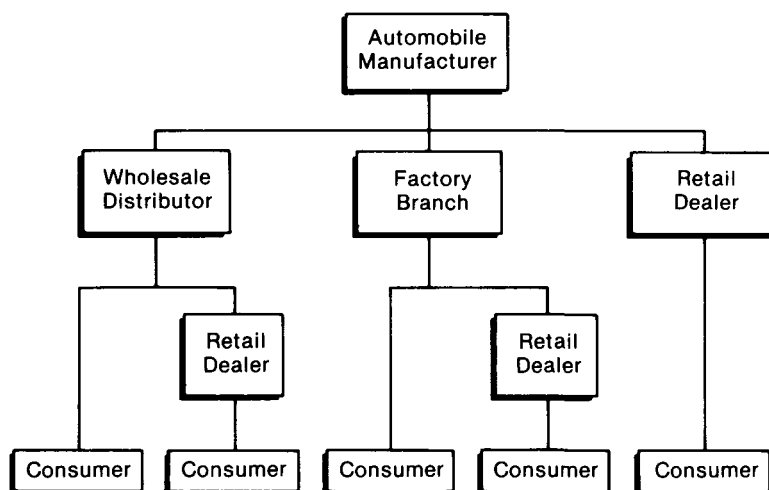 Automobile
Manufacturer
Wholesale
Distributor
Factory
Branch
Retail
Dealer
Retail
Dealer
Retail
Dealer
Consumer
Consumer
Consumer
Consumer
Consumer